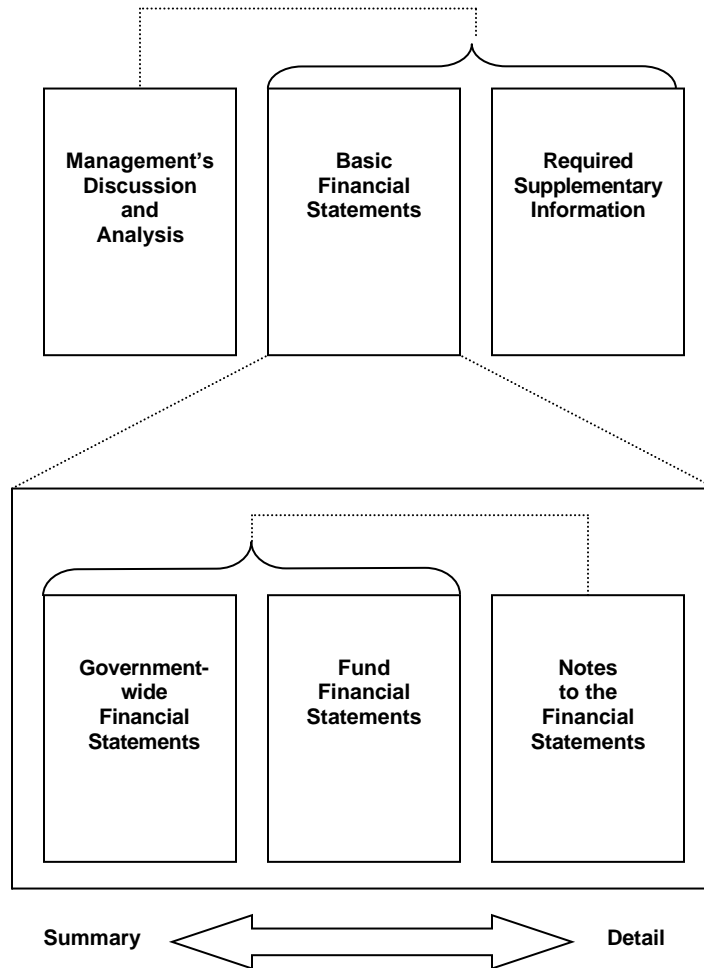 Management's
Discussion
and
Analysis
Basic
Financial
Statements
Required
Supplementary
Information
Government-
wide
Financial
Statements
Fund
Financial
Statements
Notes
to the
Financial
Statements
Summary
Detail